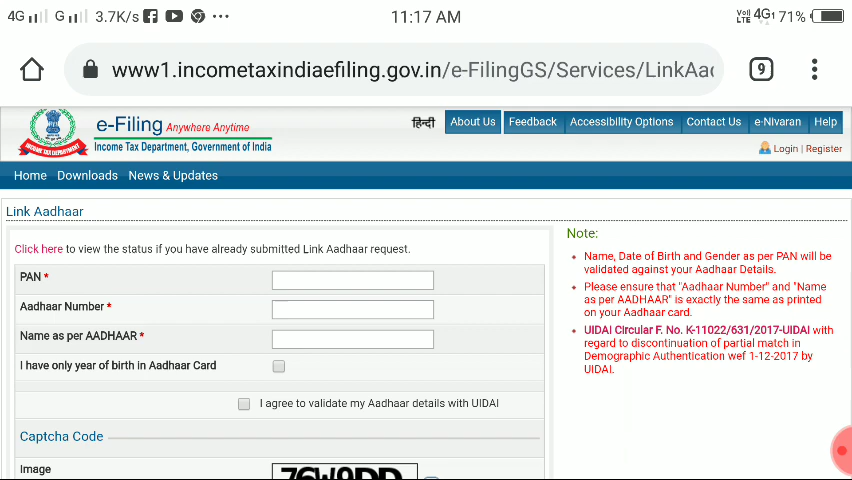 4G G 3.7K/s 11:17 AM VoLTE 4G 71%
www1.incometaxindiaefiling.gov.in/e-FilingGS/Services/LinkAa 9
e-Filing Anywhere Anytime
Income Tax Department, Government of India
हिन्दी About Us Feedback Accessibility Options Contact Us e-Nivaran Help
Login | Register
Home Downloads News & Updates
Link Aadhaar
Click here to view the status if you have already submitted Link Aadhaar request.
PAN *
Aadhaar Number *
Name as per AADHAAR *
I have only year of birth in Aadhaar Card
I agree to validate my Aadhaar details with UIDAI
Captcha Code
Image
Note:
Name, Date of Birth and Gender as per PAN will be
validated against your Aadhaar Details.
Please ensure that "Aadhaar Number" and "Name
as per AADHAAR" is exactly the same as printed
on your Aadhaar card.
UIDAI Circular F. No. K-11022/631/2017-UIDAI with
regard to discontinuation of partial match in
Demographic Authentication wef 1-12-2017 by
UIDAI.